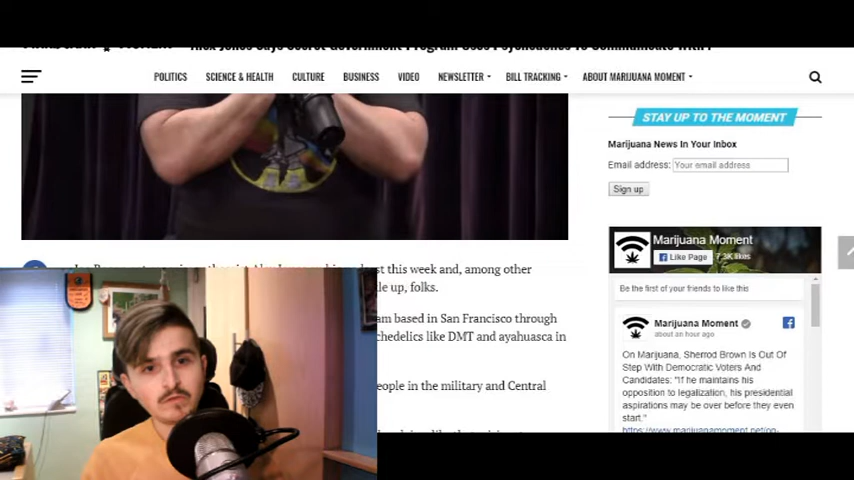 Alex Jones Says Secret Government Program Uses Psychedelics To Communicate With
POLITICS SCIENCE & HEALTH CULTURE BUSINESS VIDEO NEWSLETTER BILL TRACKING ABOUT MARIJUANA MOMENT
STAY UP TO THE MOMENT
Marijuana News In Your Inbox
Email address: Your email address
Sign up
Marijuana Moment
Like Page 7.3K likes
Be the first of your friends to like this
Marijuana Moment
about an hour ago
On Marijuana, Sherrod Brown Is Out Of
Step With Democratic Voters And
Candidates: "If he maintains his
opposition to legalization, his presidential
aspirations may be over before they even
start."
this week and, among other
up, folks.
based in San Francisco through
like DMT and ayahuasca in
in the military and Central